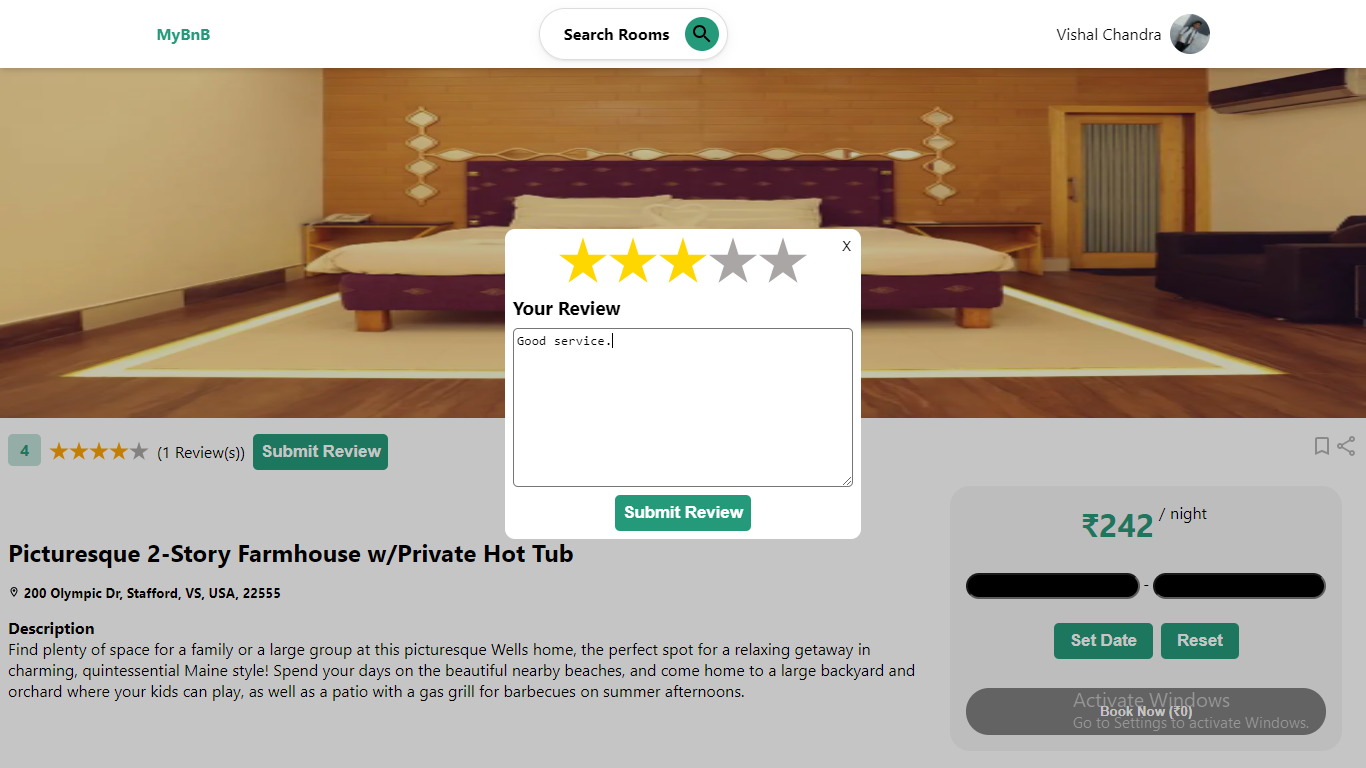 MyBnB
Search Rooms
Vishal Chandra
X
Your Review
Good service.
Submit Review
4
(1 Review(s))
Submit Review
₹242 / night
-
Set Date
Reset
Book Now (₹0)
Picturesque 2-Story Farmhouse w/Private Hot Tub
200 Olympic Dr, Stafford, VS, USA, 22555
Description
Find plenty of space for a family or a large group at this picturesque Wells home, the perfect spot for a relaxing getaway in
charming, quintessential Maine style! Spend your days on the beautiful nearby beaches, and come home to a large backyard and
orchard where your kids can play, as well as a patio with a gas grill for barbecues on summer afternoons.
Activate Windows
Go to Settings to activate Windows.